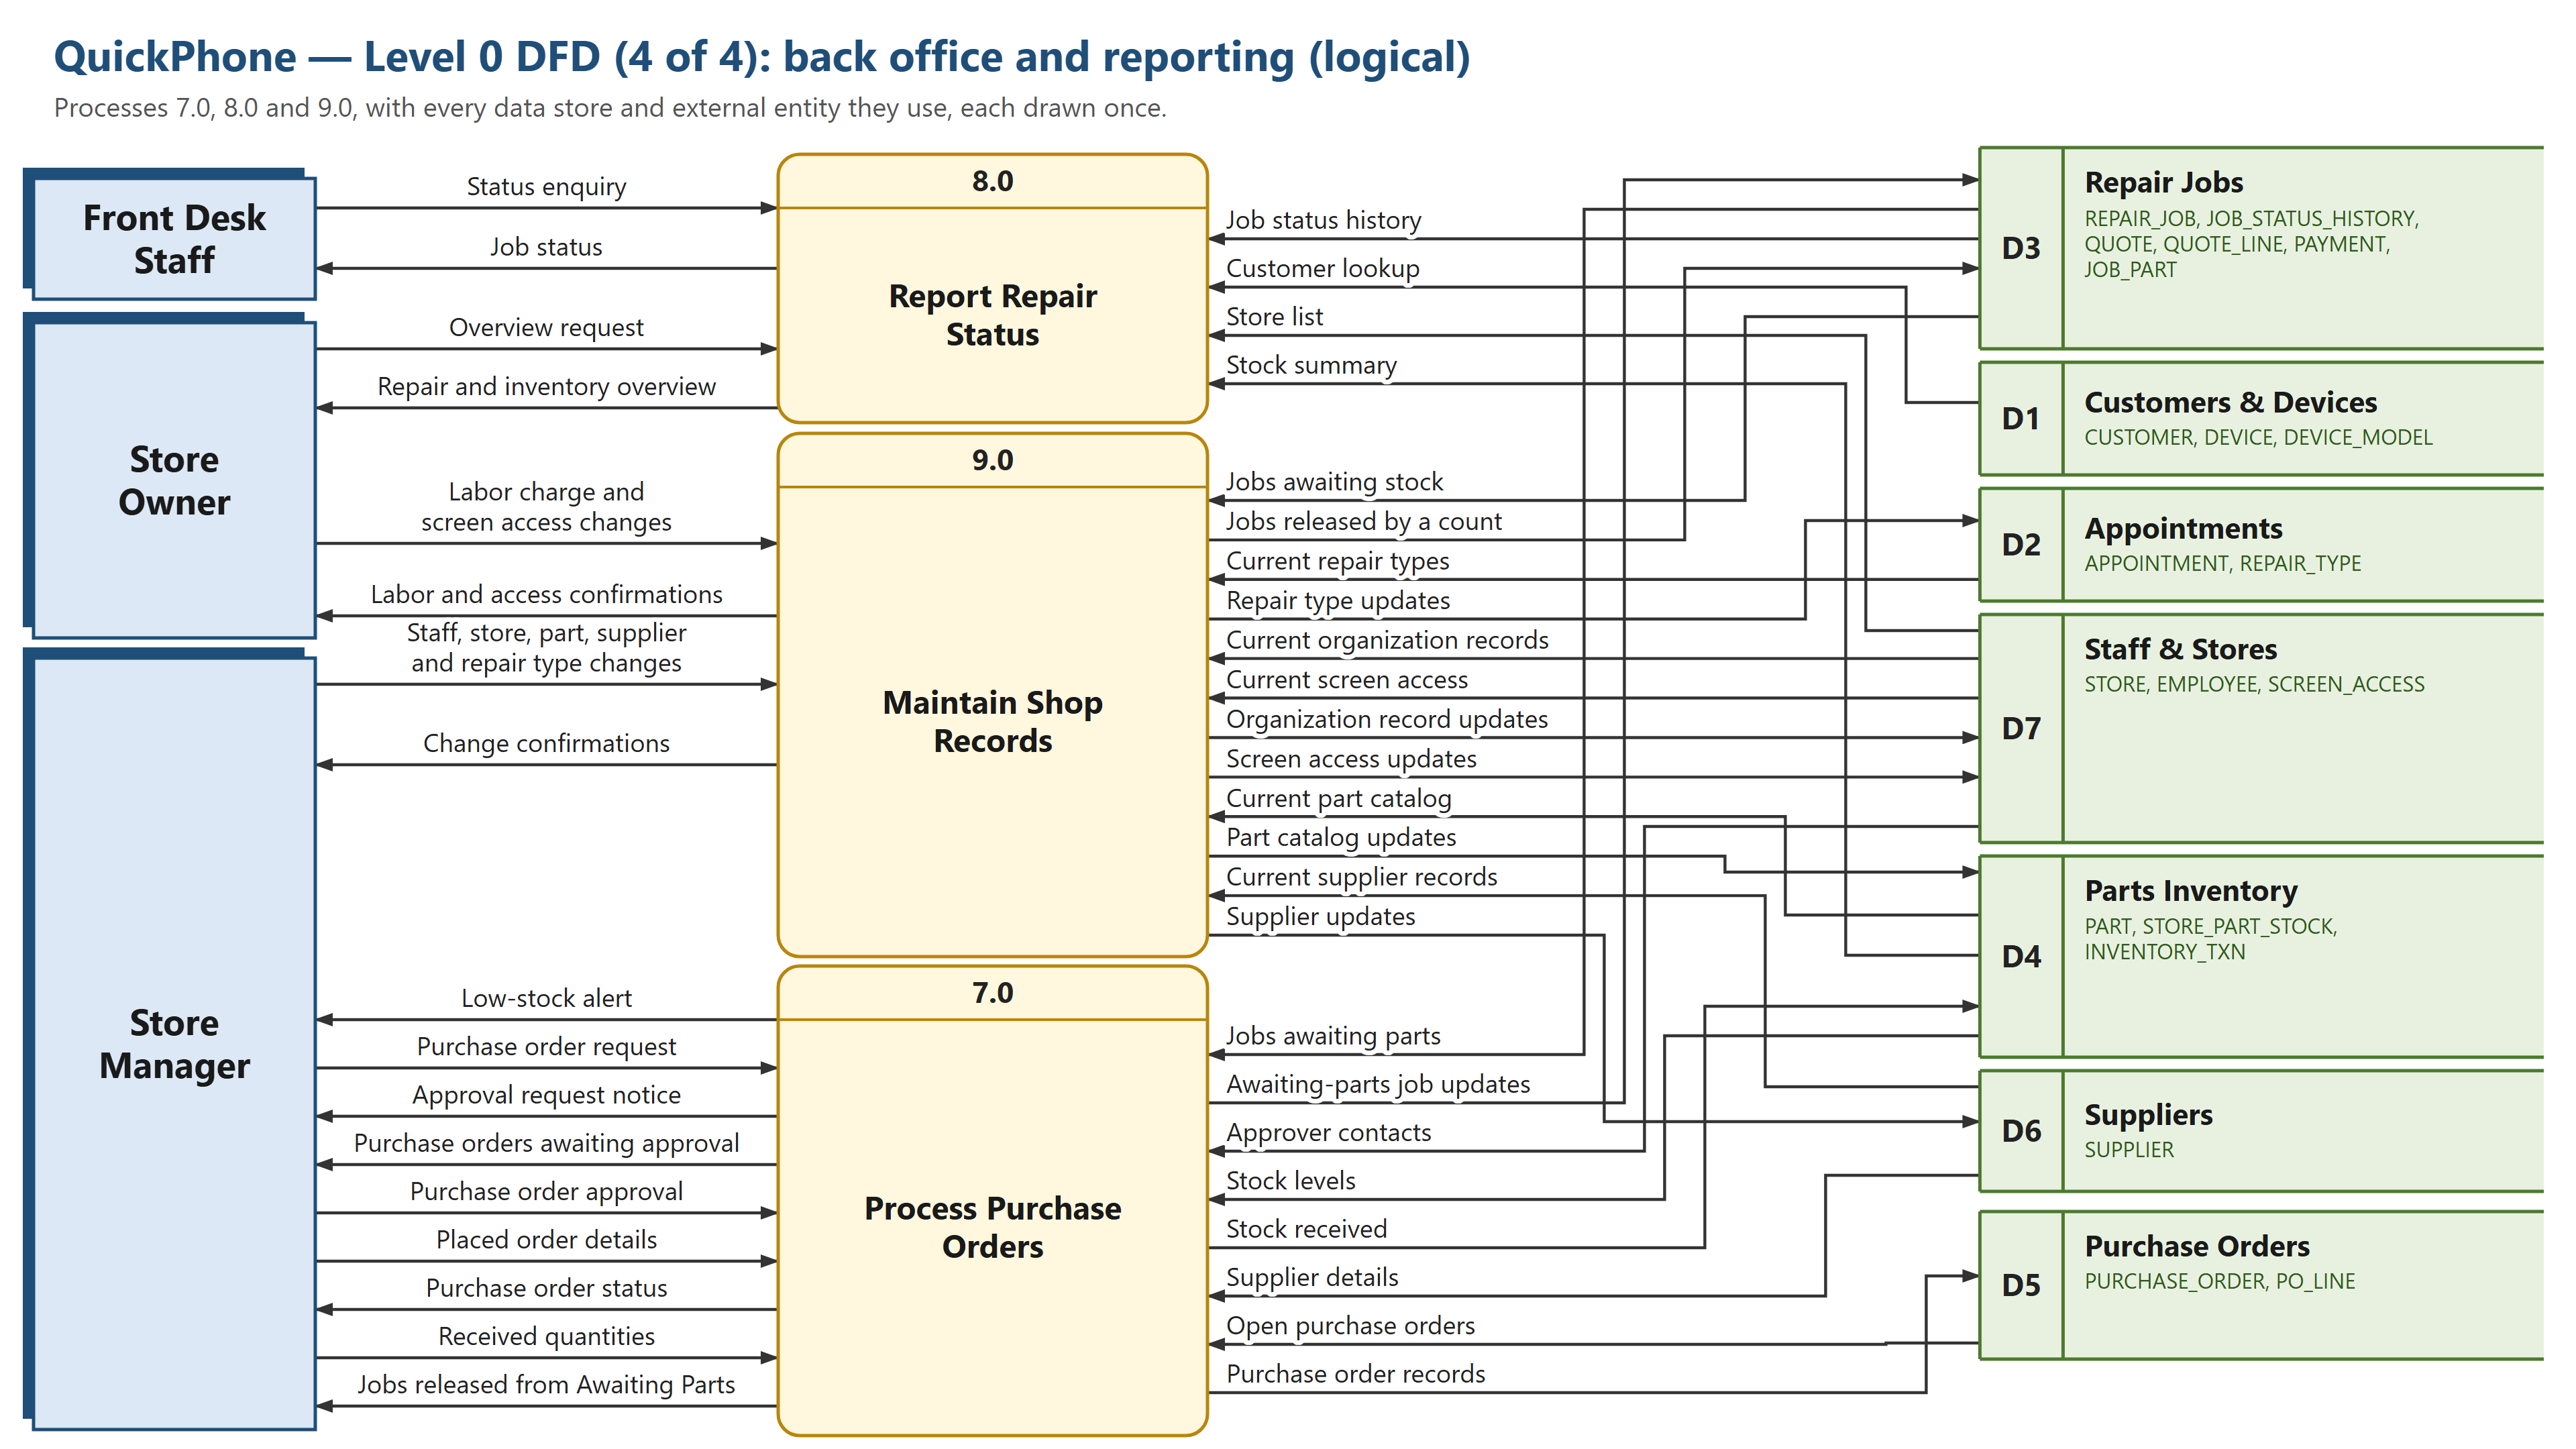 QuickPhone — Level 0 DFD (4 of 4): back office and reporting (logical)
Processes 7.0, 8.0 and 9.0, with every data store and external entity they use, each drawn once.
Front Desk
Staff
Store
Owner
Store
Manager
Status enquiry
Job status
Overview request
Repair and inventory overview
Labor charge and
screen access changes
Labor and access confirmations
Staff, store, part, supplier
and repair type changes
Change confirmations
Low-stock alert
Purchase order request
Approval request notice
Purchase orders awaiting approval
Purchase order approval
Placed order details
Purchase order status
Received quantities
Jobs released from Awaiting Parts
8.0
Report Repair
Status
9.0
Maintain Shop
Records
7.0
Process Purchase
Orders
Job status history
Customer lookup
Store list
Stock summary
Jobs awaiting stock
Jobs released by a count
Current repair types
Repair type updates
Current organization records
Current screen access
Organization record updates
Screen access updates
Current part catalog
Part catalog updates
Current supplier records
Supplier updates
Jobs awaiting parts
Awaiting-parts job updates
Approver contacts
Stock levels
Stock received
Supplier details
Open purchase orders
Purchase order records
D3
Repair Jobs
REPAIR_JOB, JOB_STATUS_HISTORY,
QUOTE, QUOTE_LINE, PAYMENT,
JOB_PART
D1
Customers & Devices
CUSTOMER, DEVICE, DEVICE_MODEL
D2
Appointments
APPOINTMENT, REPAIR_TYPE
D7
Staff & Stores
STORE, EMPLOYEE, SCREEN_ACCESS
D4
Parts Inventory
PART, STORE_PART_STOCK,
INVENTORY_TXN
D6
Suppliers
SUPPLIER
D5
Purchase Orders
PURCHASE_ORDER, PO_LINE